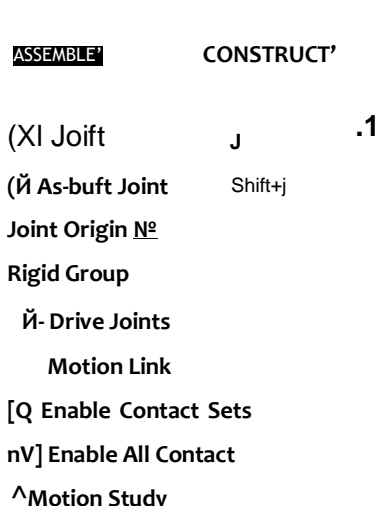 ASSEMBLE’ CONSTRUCT’
(XI Joift J .1
(Й As-buft Joint Shift+j
Joint Origin №
Rigid Group
Й- Drive Joints
Motion Link
[Q Enable Contact Sets
nV] Enable All Contact
^Motion Study